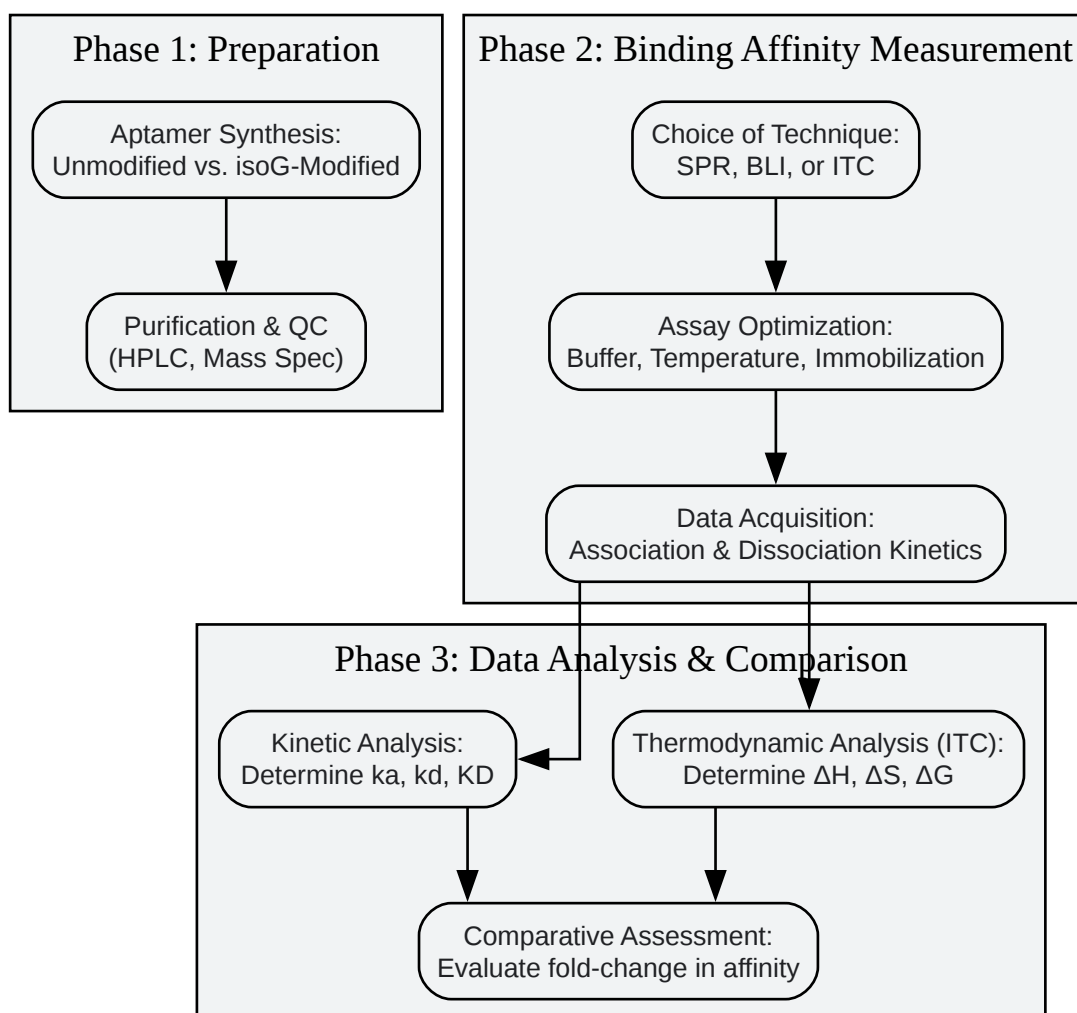 Phase 1: Preparation
Aptamer Synthesis:
Unmodified vs. isoG-Modified
Purification & QC
(HPLC, Mass Spec)
Phase 2: Binding Affinity Measurement
Choice of Technique:
SPR, BLI, or ITC
Assay Optimization:
Buffer, Temperature, Immobilization
Data Acquisition:
Association & Dissociation Kinetics
Phase 3: Data Analysis & Comparison
Kinetic Analysis:
Determine ka, kd, KD
Thermodynamic Analysis (ITC):
Determine ΔH, ΔS, ΔG
Comparative Assessment:
Evaluate fold-change in affinity